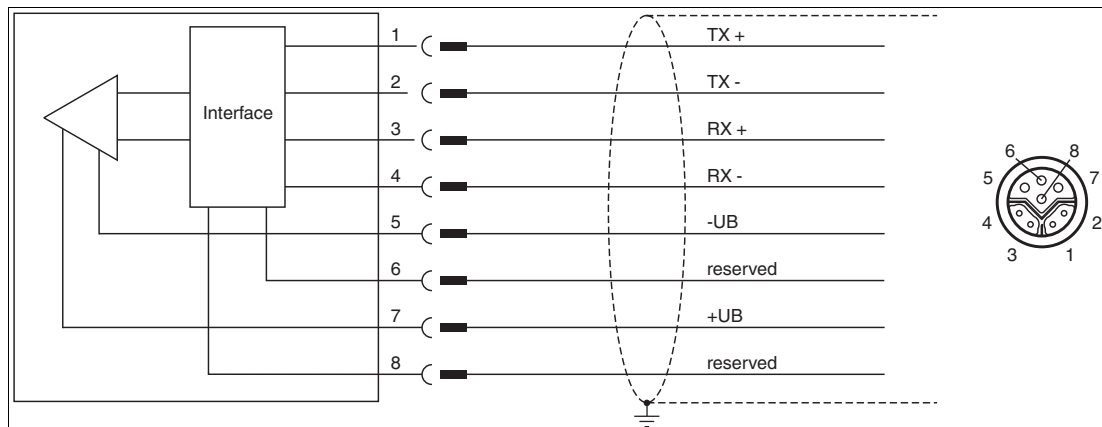 1 TX +
2 TX -
Interface
3 RX +
4 RX -
5 -UB
6 reserved
7 +UB
8 reserved
6 8
5 7
4 2
3 1